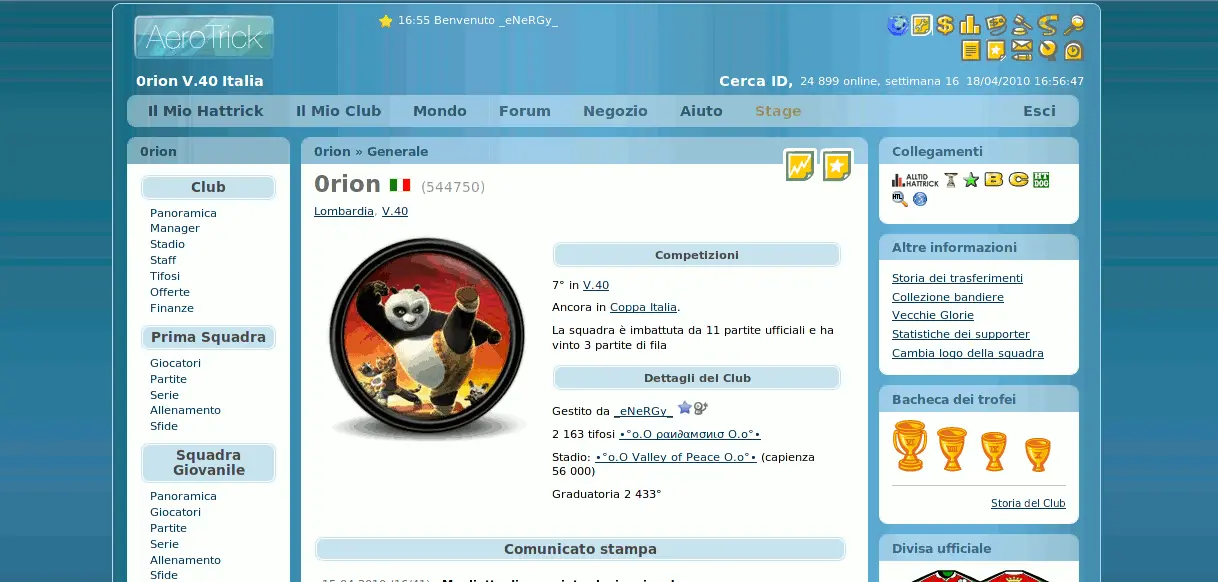 AeroTrick
16:55 Benvenuto _eNeRGy_
0rion V.40 Italia
Cerca ID, 24 899 online, settimana 16 18/04/2010 16:56:47
Il Mio Hattrick Il Mio Club Mondo Forum Negozio Aiuto Stage Esci
0rion
Club
Panoramica
Manager
Stadio
Staff
Tifosi
Offerte
Finanze
Prima Squadra
Giocatori
Partite
Serie
Allenamento
Sfide
Squadra
Giovanile
Panoramica
Giocatori
Partite
Serie
Allenamento
Sfide
0rion » Generale
0rion (544750)
Lombardia, V.40
Competizioni
7° in V.40
Ancora in Coppa Italia.
La squadra è imbattuta da 11 partite ufficiali e ha
vinto 3 partite di fila
Dettagli del Club
Gestito da _eNeRGy_
2 163 tifosi •°o.O ραи∂αмσиισ O.o°•
Stadio: •°o.O Valley of Peace O.o°• (capienza
56 000)
Graduatoria 2 433°
Comunicato stampa
Collegamenti
ALLTID
HATTRICK
Altre informazioni
Storia dei trasferimenti
Collezione bandiere
Vecchie Glorie
Statistiche dei supporter
Cambia logo della squadra
Bacheca dei trofei
Storia del Club
Divisa ufficiale